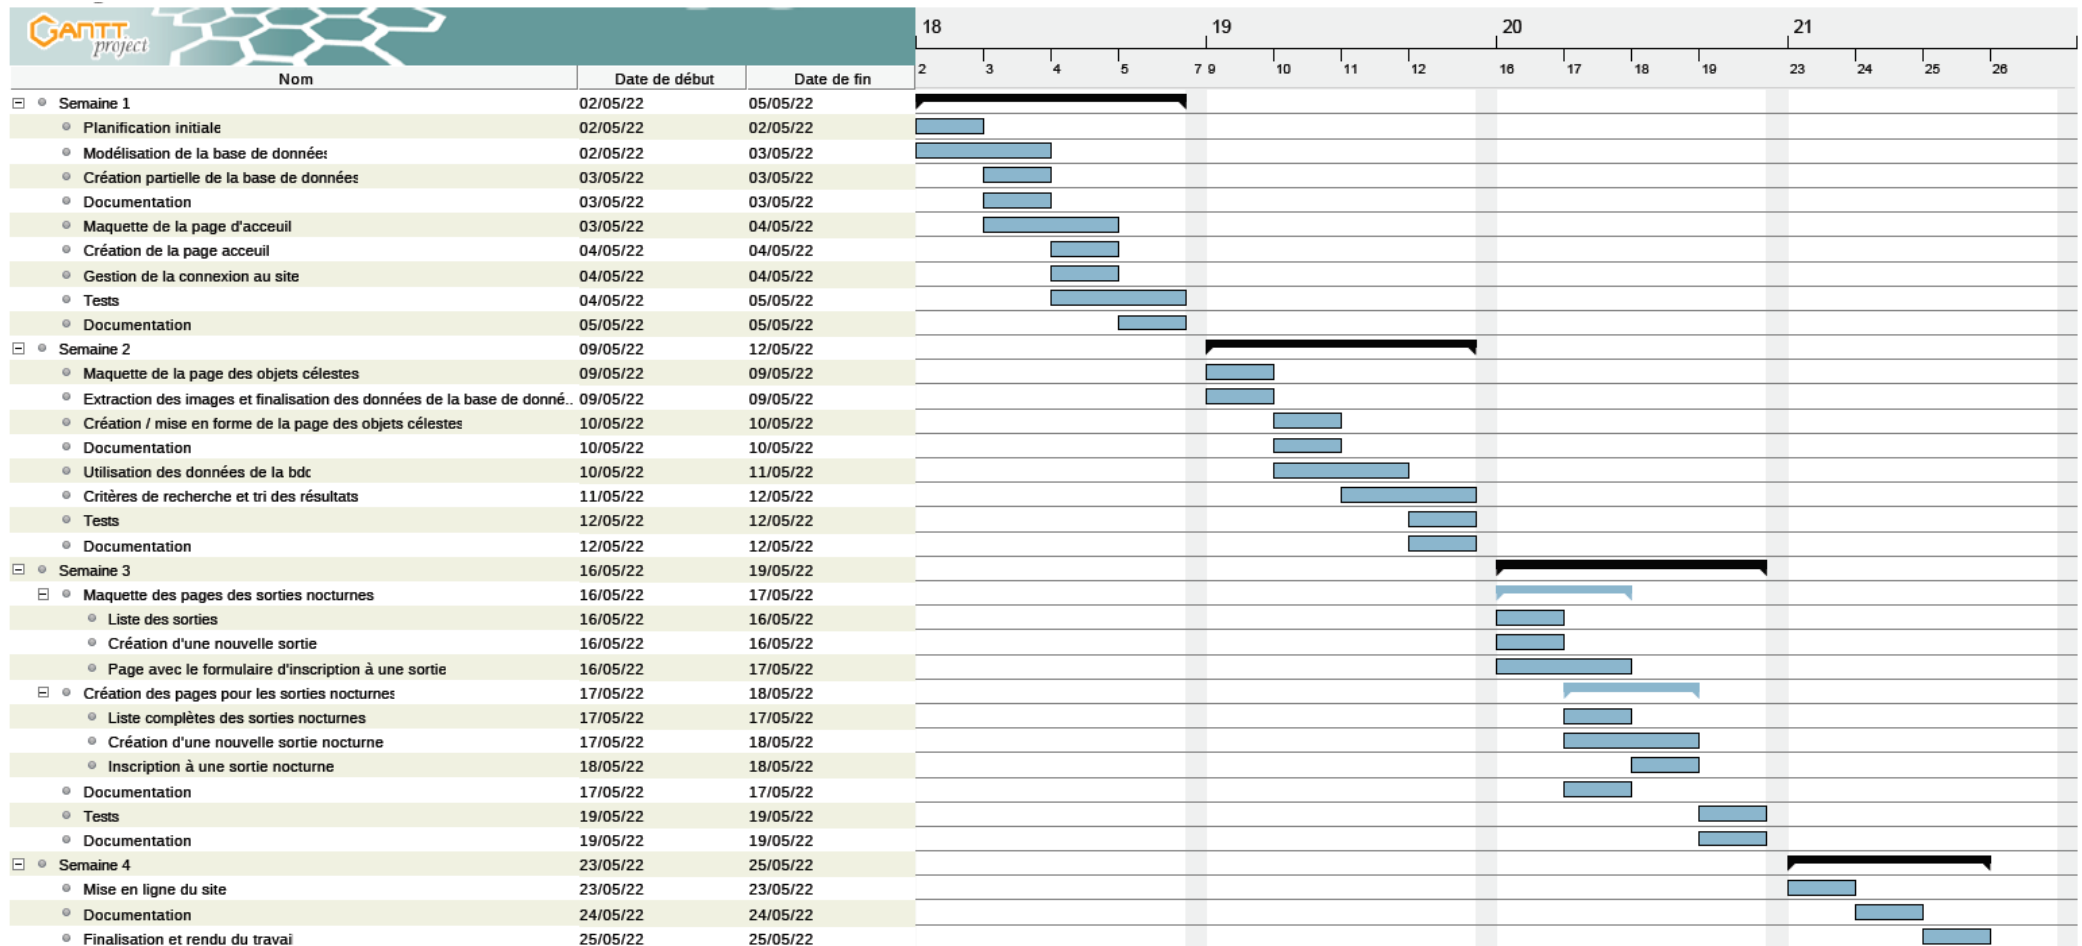 GANTT
project
18 19 20 21
2 3 4 5 7 9 10 11 12 16 17 18 19 23 24 25 26
Nom Date de début Date de fin
Semaine 1 02/05/22 05/05/22
Planification initiale 02/05/22 02/05/22
Modélisation de la base de données 02/05/22 03/05/22
Création partielle de la base de données 03/05/22 03/05/22
Documentation 03/05/22 03/05/22
Maquette de la page d'acceuil 03/05/22 04/05/22
Création de la page acceuil 04/05/22 04/05/22
Gestion de la connexion au site 04/05/22 04/05/22
Tests 04/05/22 05/05/22
Documentation 05/05/22 05/05/22
Semaine 2 09/05/22 12/05/22
Maquette de la page des objets célestes 09/05/22 09/05/22
Extraction des images et finalisation des données de la base de donné.. 09/05/22 09/05/22
Création / mise en forme de la page des objets célestes 10/05/22 10/05/22
Documentation 10/05/22 10/05/22
Utilisation des données de la bdd 10/05/22 11/05/22
Critères de recherche et tri des résultats 11/05/22 12/05/22
Tests 12/05/22 12/05/22
Documentation 12/05/22 12/05/22
Semaine 3 16/05/22 19/05/22
Maquette des pages des sorties nocturnes 16/05/22 17/05/22
Liste des sorties 16/05/22 16/05/22
Création d'une nouvelle sortie 16/05/22 16/05/22
Page avec le formulaire d'inscription à une sortie 16/05/22 17/05/22
Création des pages pour les sorties nocturnes 17/05/22 18/05/22
Liste complètes des sorties nocturnes 17/05/22 17/05/22
Création d'une nouvelle sortie nocturne 17/05/22 18/05/22
Inscription à une sortie nocturne 18/05/22 18/05/22
Documentation 17/05/22 17/05/22
Tests 19/05/22 19/05/22
Documentation 19/05/22 19/05/22
Semaine 4 23/05/22 25/05/22
Mise en ligne du site 23/05/22 23/05/22
Documentation 24/05/22 24/05/22
Finalisation et rendu du travail 25/05/22 25/05/22